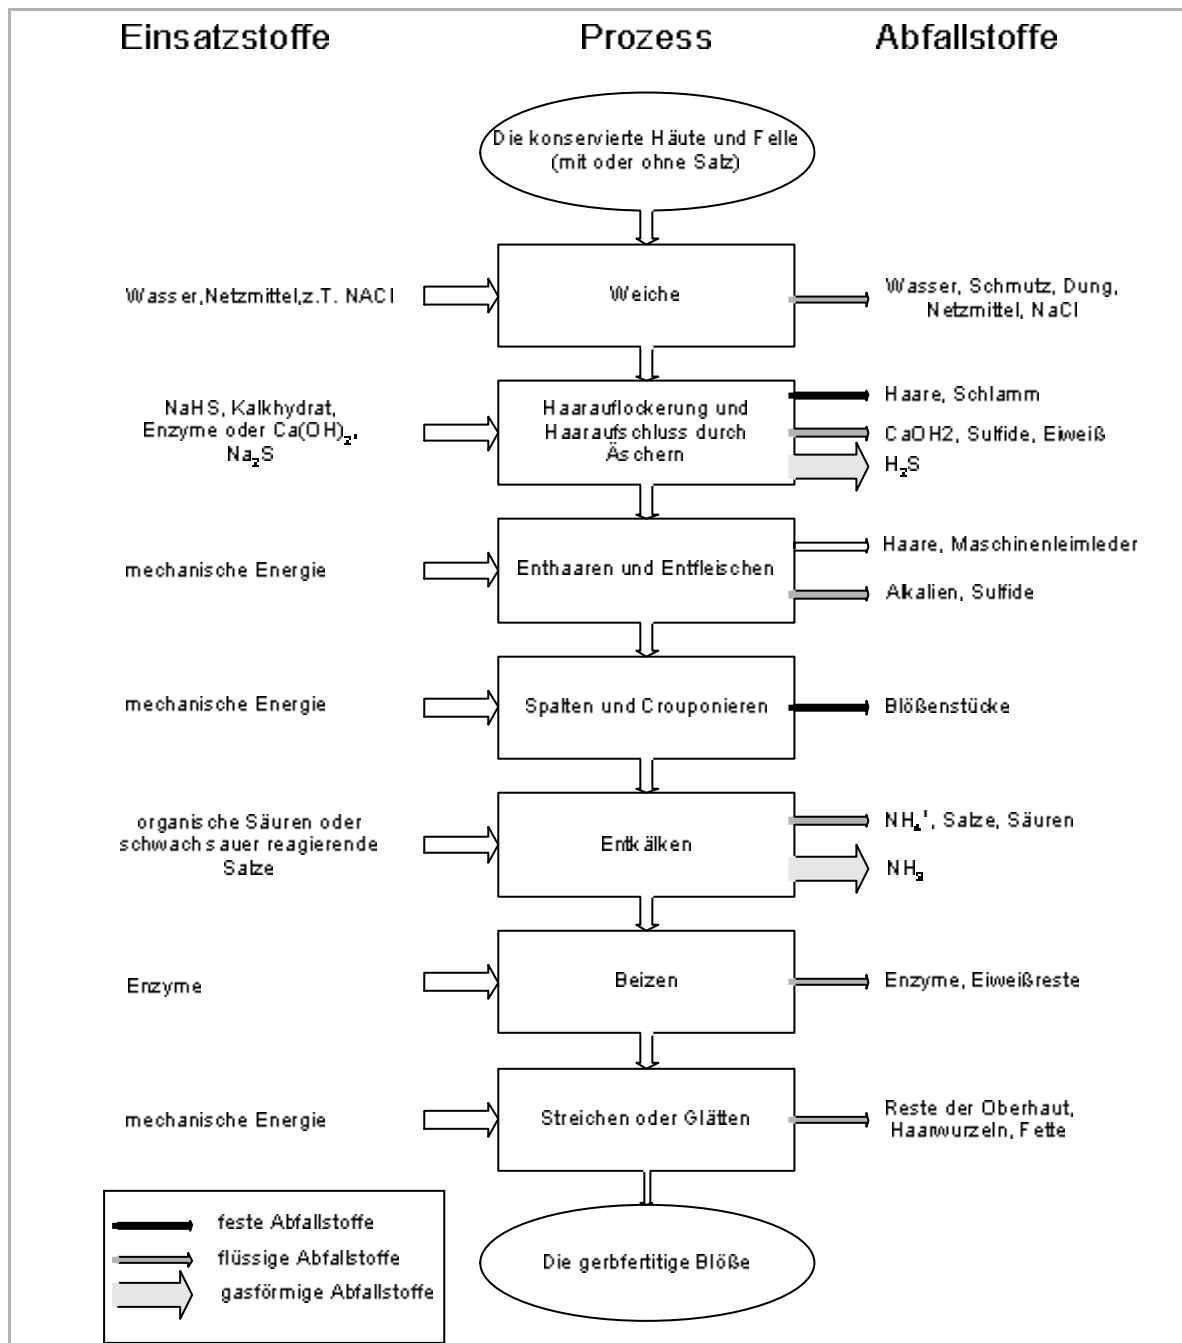 Einsatzstoffe
Prozess
Abfallstoffe
Die konservierte Häute und Felle
(mit oder ohne Satz)
Wasser,Netzmittel,z.T. NACl
Weiche
Wasser, Schmutz, Dung,
Netzmittel, NaCl
NaHS, Kalkhydrat,
Enzyme oder Ca(OH)₂,
Na₂S
Haarauflockerung und
Haaraufschluss durch
Äschern
Haare, Schlamm
CaOH2, Sulfide, Eiweiß
H₂S
mechanische Energie
Enthaaren und Entfleischen
Haare, Maschinenleimleder
Alkalien, Sulfide
mechanische Energie
Spalten und Crouponieren
Blößenstücke
organische Säuren oder
schwachsauer reagierende
Salze
Entkälken
NH₄⁺, Salze, Säuren
NH₃
Enzyme
Beizen
Enzyme, Eiweißreste
mechanische Energie
Streichen oder Glätten
Reste der Oberhaut,
Haarwurzeln, Fette
feste Abfallstoffe
flüssige Abfallstoffe
gasförmige Abfallstoffe
Die gerbfertitige Blöße